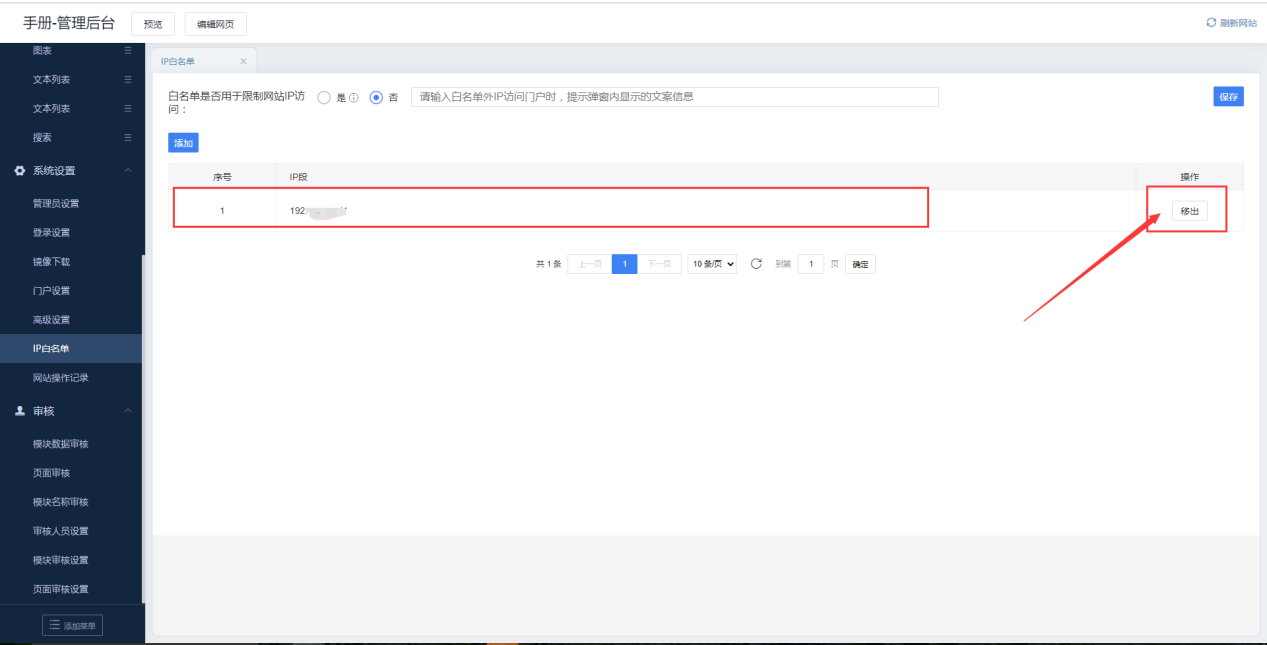 手册-管理后台 预览 编辑网页 刷新网站
图表
文本列表
文本列表
搜索
系统设置
管理员设置
登录设置
镜像下载
门户设置
高级设置
IP白名单
网站操作记录
审核
模块数据审核
页面审核
模块名称审核
审核人员设置
模块审核设置
页面审核设置
添加菜单
IP白名单
白名单是否用于限制网站IP访问：
是 否 请输入白名单外IP访问门户时，提示弹窗内显示的文案信息 保存
添加
序号 IP段 操作
1 192. 移出
共 1 条 上一页 1 下一页 10 条/页 到第 1 页 确定